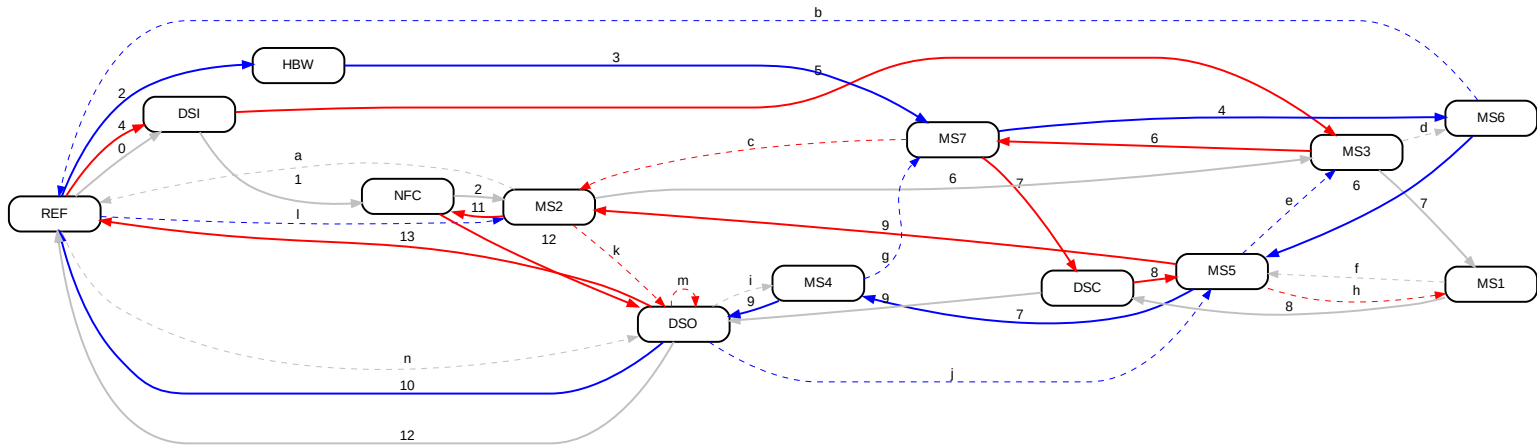 b
HBW
3
5
2
DSI
4
0
4
MS6
d
MS7
c
6
MS3
a
1
NFC
2
MS2
6
7
6
7
REF
l
11
e
13
12
9
k
g
MS5
f
m
i
MS4
DSC
8
h
MS1
9
9
7
8
DSO
n
j
10
12